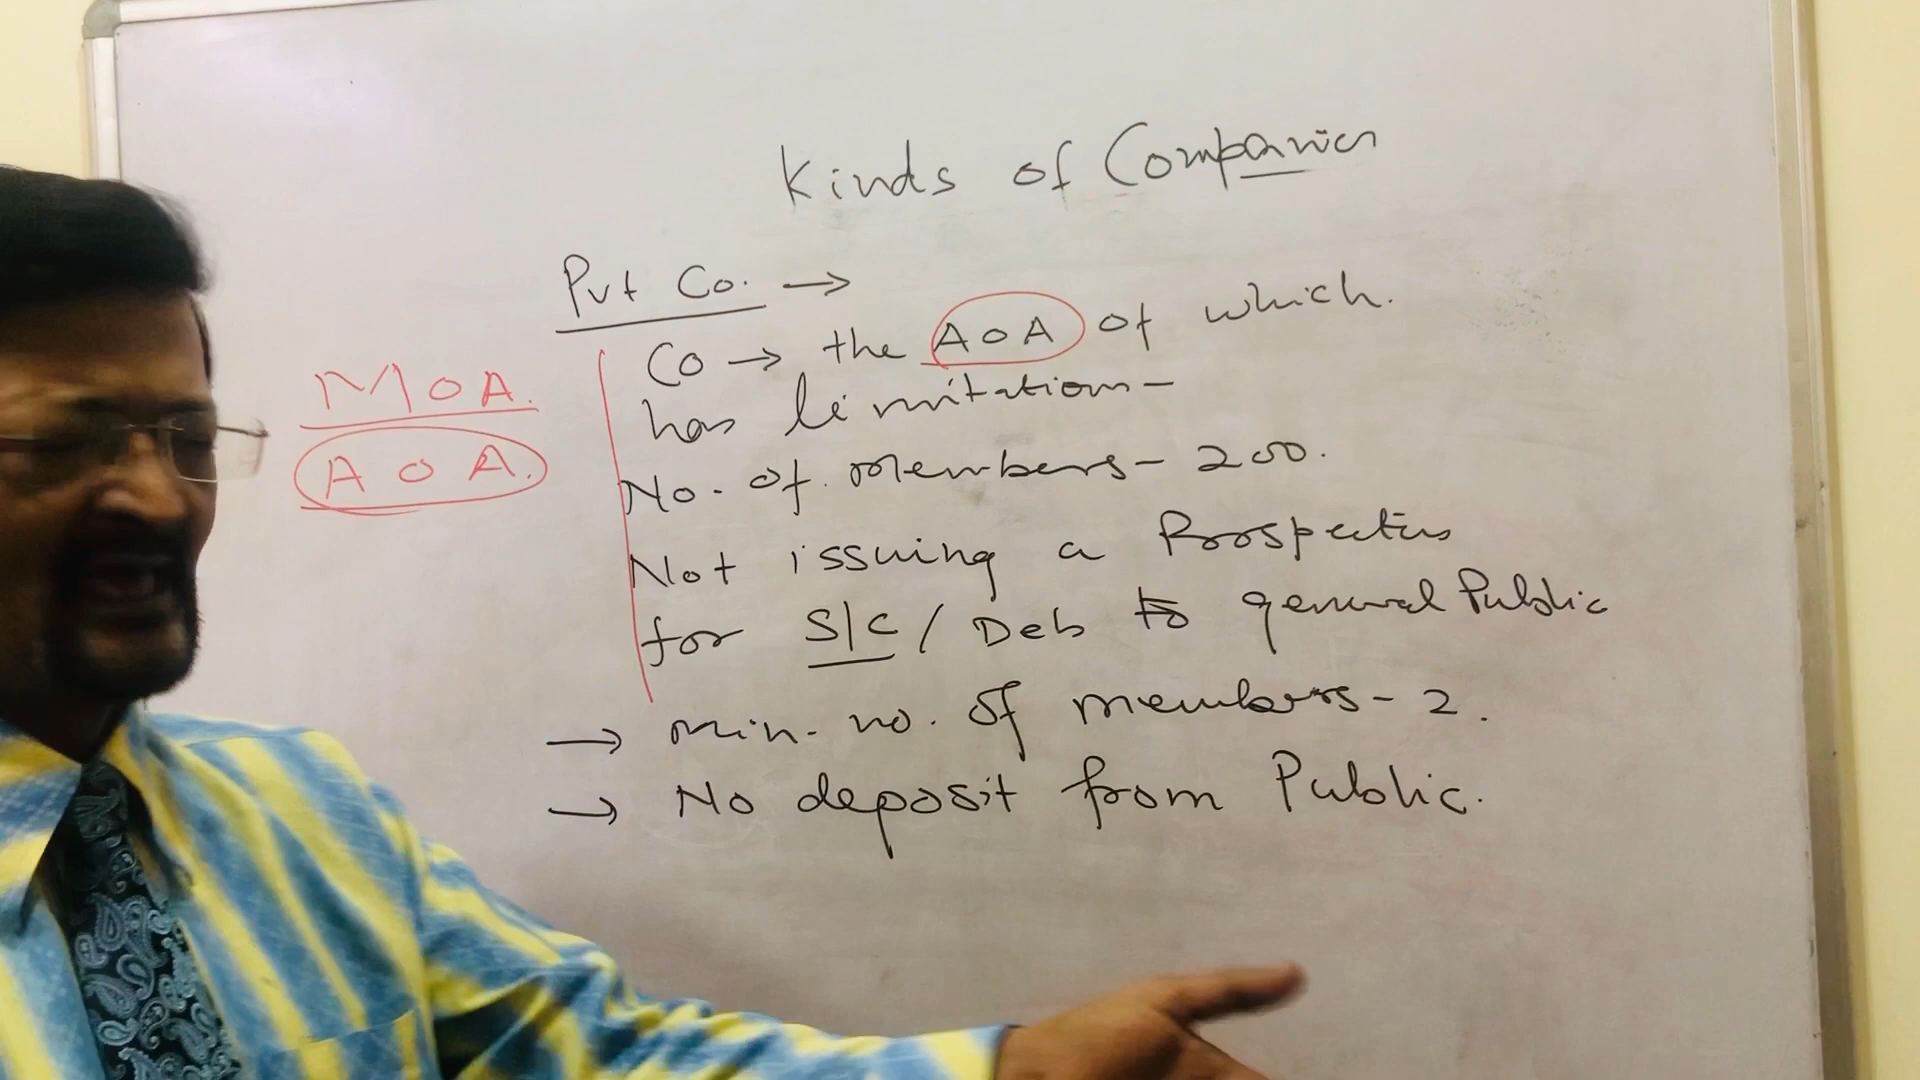 Kinds of Companies
Pvt Co. →
Co → the AOA of which.
has limitation -
No. of members - 200.
Not issuing a Prospectus
for S/C / Deb to general Public
→ Min. no. of members - 2.
→ No deposit from Public.
MOA.
AOA.